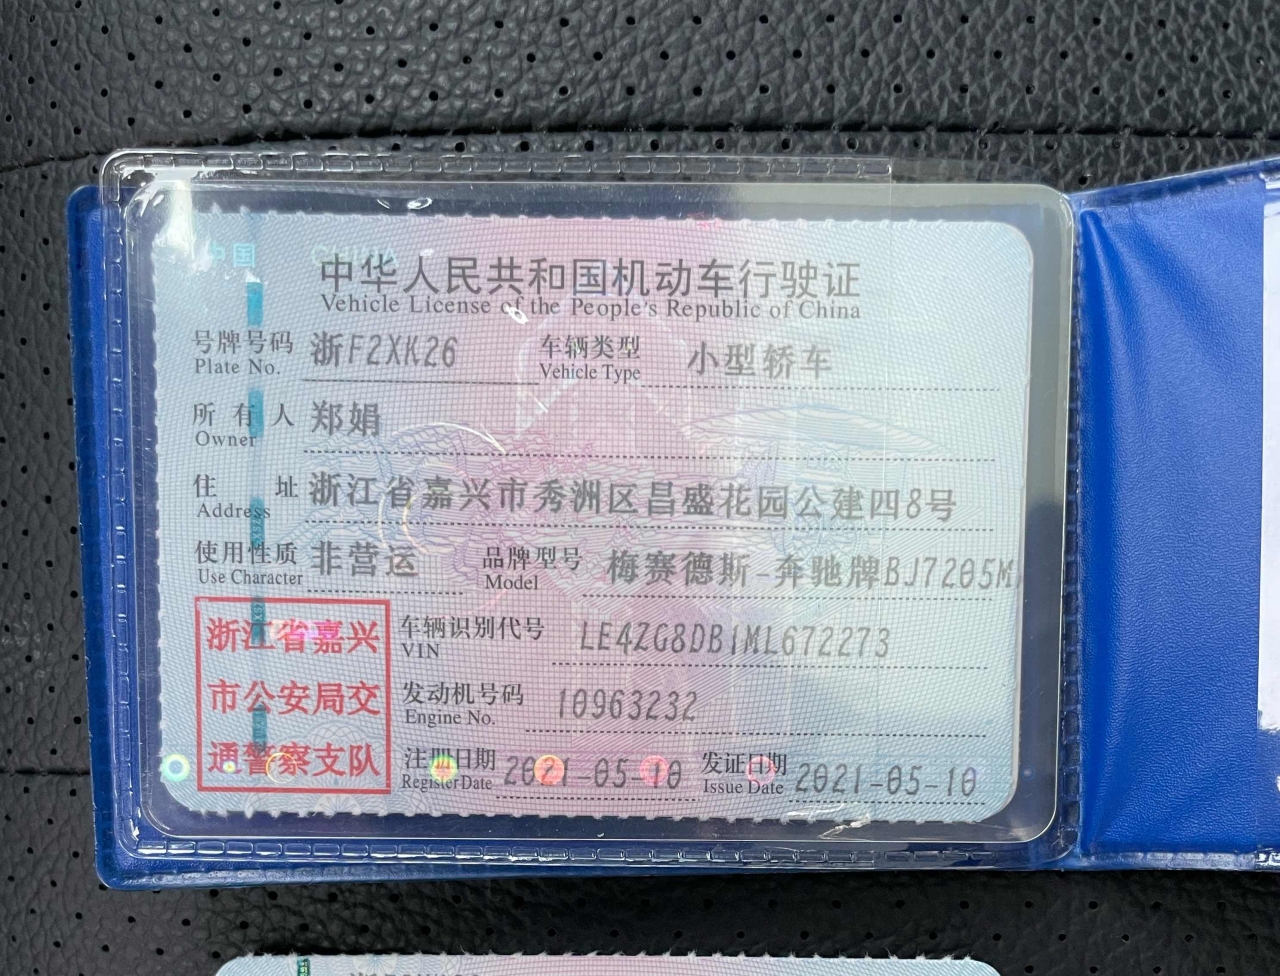 中国 CHINA
中华人民共和国机动车行驶证
Vehicle License of the People's Republic of China
号牌号码 浙F2XK26 车辆类型 小型轿车
Plate No. Vehicle Type
所有人 郑娟
Owner
住址 浙江省嘉兴市秀洲区昌盛花园公建四8号
Address
使用性质 非营运 品牌型号 梅赛德斯-奔驰牌BJ7205M
Use Character Model
浙江省嘉兴 车辆识别代号 LE4ZG8DB1ML672273
VIN
市公安局交 发动机号码 10963232
Engine No.
通警察支队 注册日期 2021-05-10 发证日期 2021-05-10
Register Date Issue Date